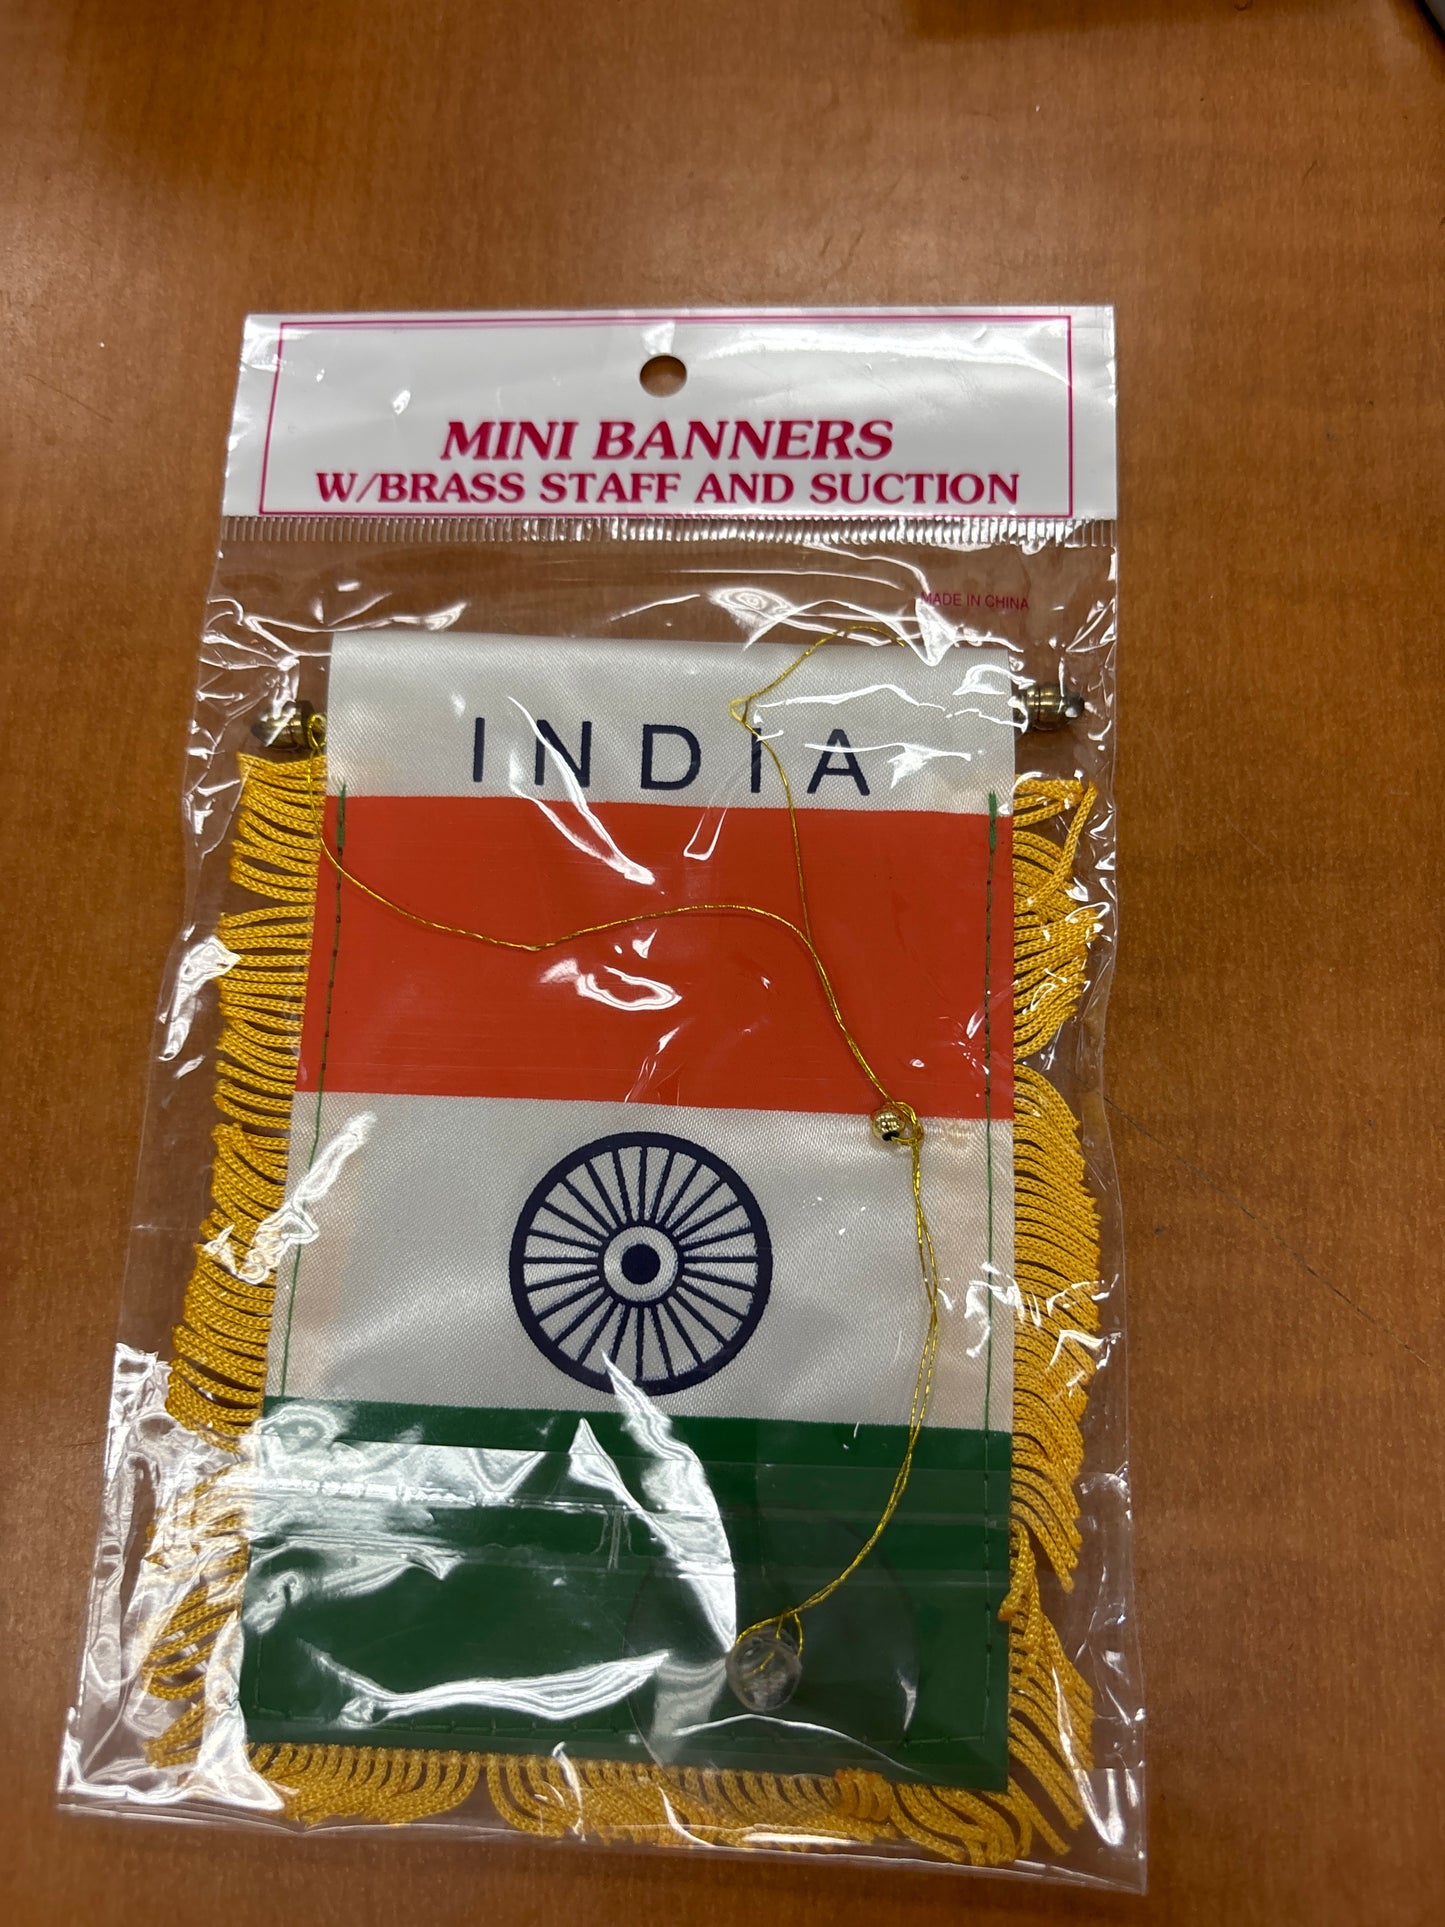 MINI BANNERS
W/BRASS STAFF AND SUCTION
MADE IN CHINA
INDIA